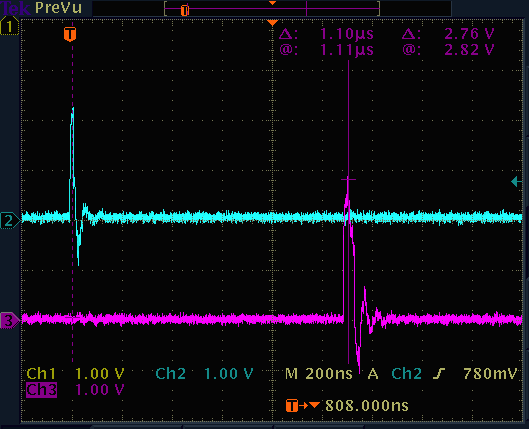 Tek PreVu
T
T
1
Δ: 1.10µs Δ: 2.76 V
@: 1.11µs @: 2.82 V
2
3
Ch1 1.00 V Ch2 1.00 V M 200ns A Ch2 780mV
Ch3 1.00 V
T 808.000ns